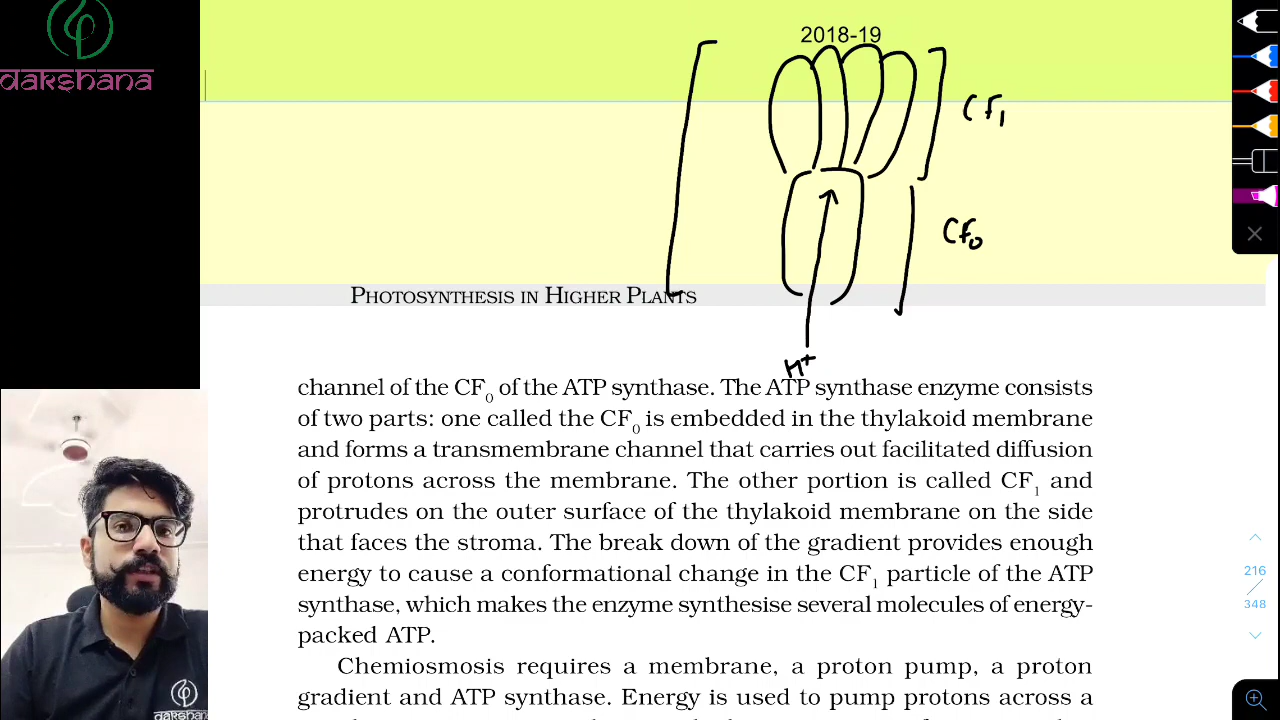 dakshana
2018-19
CF1
CF0
PHOTOSYNTHESIS IN HIGHER PLANTS
H+
channel of the CF0 of the ATP synthase. The ATP synthase enzyme consists
of two parts: one called the CF0 is embedded in the thylakoid membrane
and forms a transmembrane channel that carries out facilitated diffusion
of protons across the membrane. The other portion is called CF1 and
protrudes on the outer surface of the thylakoid membrane on the side
that faces the stroma. The break down of the gradient provides enough
energy to cause a conformational change in the CF1 particle of the ATP
synthase, which makes the enzyme synthesise several molecules of energy-
packed ATP.
Chemiosmosis requires a membrane, a proton pump, a proton
gradient and ATP synthase. Energy is used to pump protons across a
216
348
dakshana